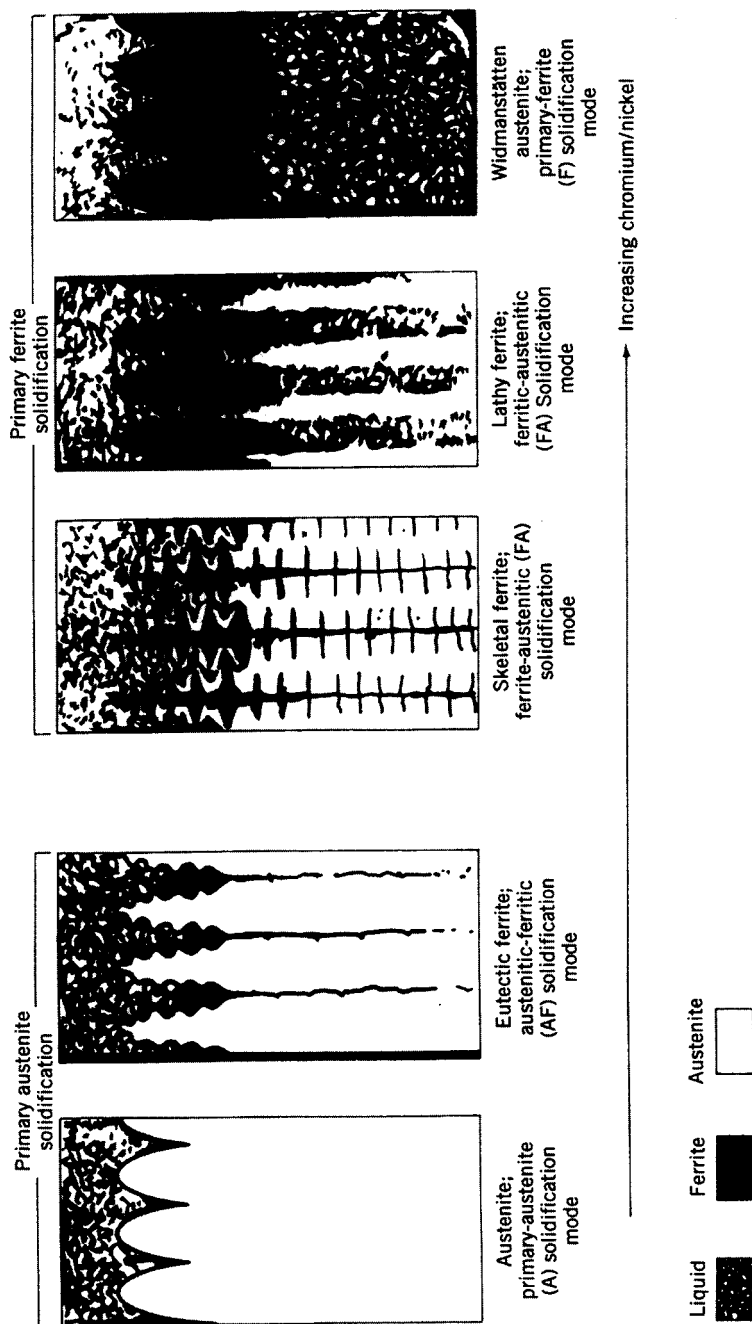 Primary austenite
solidification
Primary ferrite
solidification
Austenite;
primary-austenite
(A) solidification
mode
Eutectic ferrite;
austenitic-ferritic
(AF) solidification
mode
Skeletal ferrite;
ferrite-austenitic (FA)
solidification
mode
Lathy ferrite;
ferritic-austenitic
(FA) Solidification
mode
Widmanstätten
austenite;
primary-ferrite
(F) solidification
mode
Increasing chromium/nickel
Liquid
Ferrite
Austenite